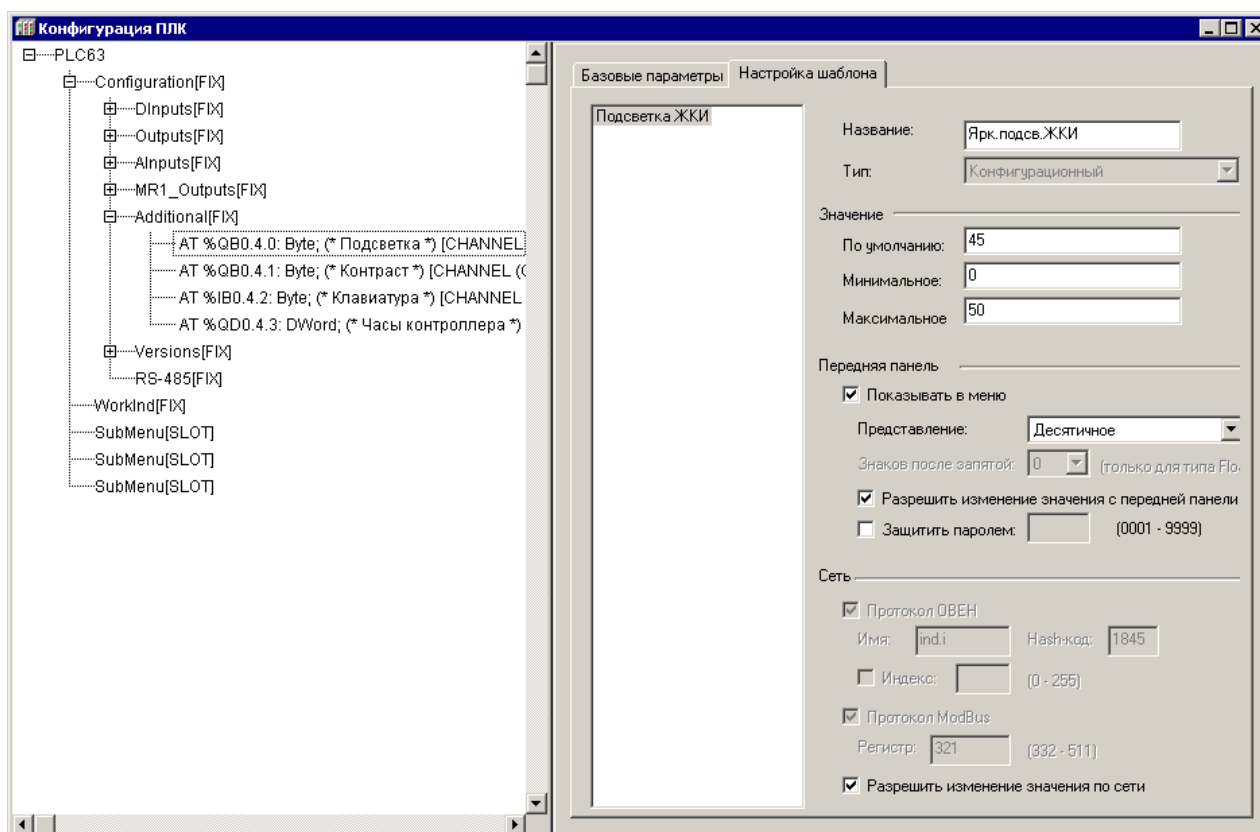 Конфигурация ПЛК
PLC63
Configuration[FIX]
DInputs[FIX]
Outputs[FIX]
AInputs[FIX]
MR1_Outputs[FIX]
Additional[FIX]
AT %QB0.4.0: Byte; (* Подсветка *) [CHANNEL
AT %QB0.4.1: Byte; (* Контраст *) [CHANNEL (
AT %IB0.4.2: Byte; (* Клавиатура *) [CHANNEL
AT %QD0.4.3: DWord; (* Часы контроллера *)
Versions[FIX]
RS-485[FIX]
WorkInd[FIX]
SubMenu[SLOT]
SubMenu[SLOT]
SubMenu[SLOT]
Базовые параметры Настройка шаблона
Подсветка ЖКИ
Название: Ярк.подсв.ЖКИ
Тип: Конфигурационный
Значение
По умолчанию: 45
Минимальное: 0
Максимальное 50
Передняя панель
Показывать в меню
Представление: Десятичное
Знаков после запятой: 0 (только для типа Flo
Разрешить изменение значения с передней панели
Защитить паролем: (0001 - 9999)
Сеть
Протокол ОВЕН
Имя: ind.i Hash-код: 1845
Индекс: (0 - 255)
Протокол ModBus
Регистр: 321 (332 - 511)
Разрешить изменение значения по сети